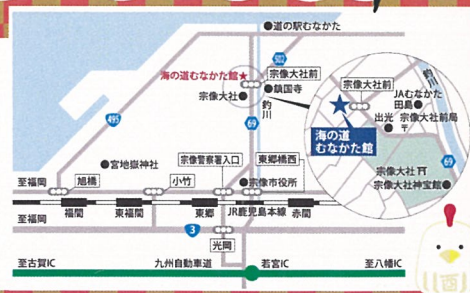 ●道の駅むなかた
502
海の道むなかた館★
宗像大社前
宗像大社●
●鎮国寺
釣川
495
69
宗像大社前
釣川
JAむなかた
田島●
出光
●
宗像大社前局
〒
海の道
むなかた館
69
宗像大社
宗像大社神宝館●
●宮地嶽神社
宗像警察署入口
東郷橋西
至福岡
旭橋
小竹
●宗像市役所
福間
東福間
東郷
JR鹿児島本線
赤間
至福岡
3
光岡
至古賀IC
九州自動車道
若宮IC
至八幡IC
酉